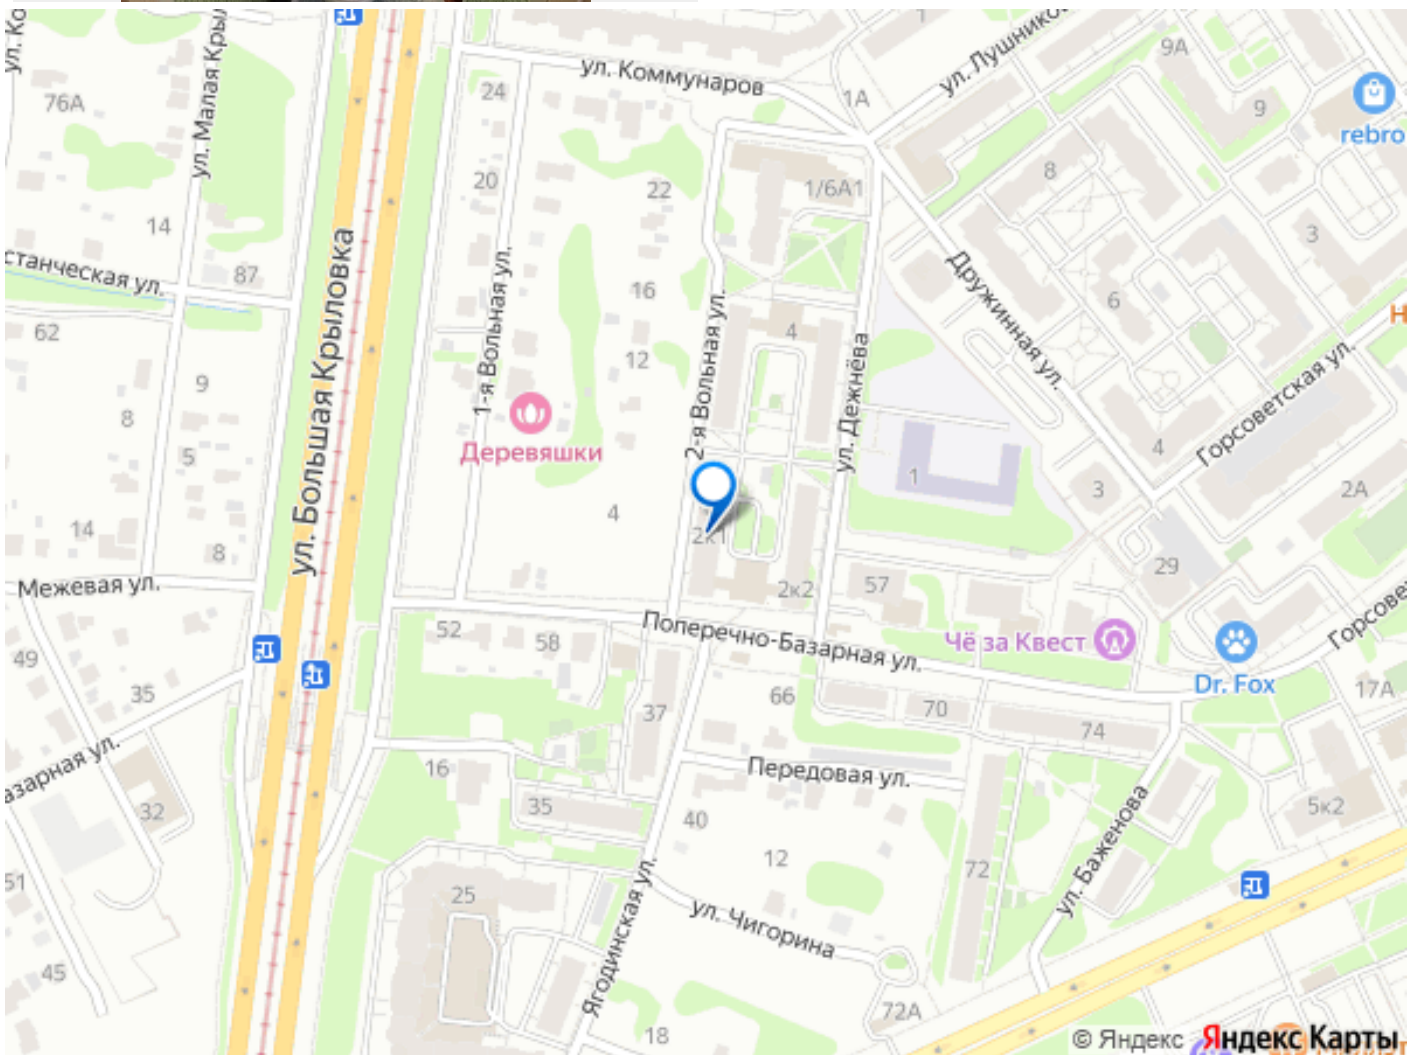 ул. Ко
76А
ул. Малая Кры
24
ул. Коммунаров
1
1А
ул. Лушников
9А
9
rebro
14
20
22
1/6А1
8
станческая ул.
87
ул. Большая Крыловка
1-я Вольная ул.
16
2-я Вольная ул.
4
Дружинная ул.
6
3
Н
62
9
8
5
12
ул. Дежнёва
Горсоветская ул.
4
Деревяшки
1
3
2А
14
8
4
2к1
Межевая ул.
2к2
57
29
49
52
58
Поперечно-Базарная ул.
Чё за Квест
Dr. Fox
Горсове
35
37
66
70
74
17А
азарная ул.
16
35
Передовая ул.
32
40
5к2
51
12
72
ул. Баженова
25
ул. Чигорина
Ягодинская ул.
45
18
72А
© Яндекс Яндекс Карты